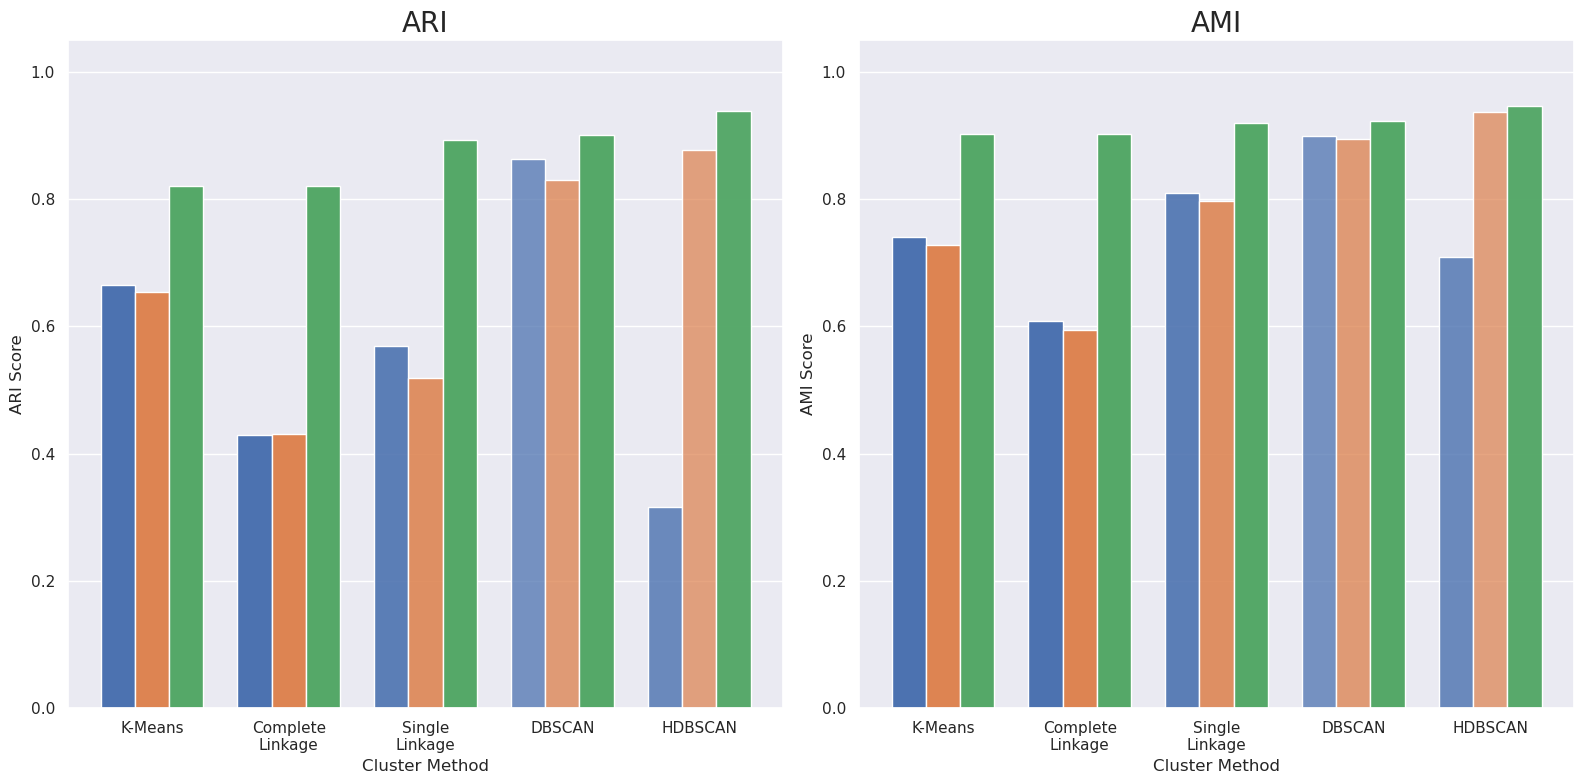 ARI
1.0
0.8
0.6
0.4
0.2
0.0
ARI Score
K-Means
Complete
Linkage
Single
Linkage
DBSCAN
HDBSCAN
Cluster Method
AMI
1.0
0.8
0.6
0.4
0.2
0.0
AMI Score
K-Means
Complete
Linkage
Single
Linkage
DBSCAN
HDBSCAN
Cluster Method